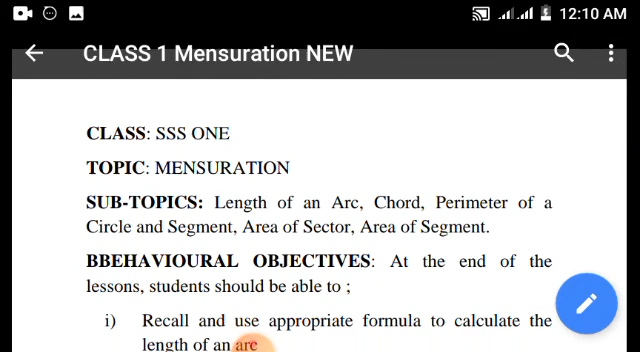 12:10 AM
CLASS 1 Mensuration NEW
CLASS: SSS ONE
TOPIC: MENSURATION
SUB-TOPICS: Length of an Arc, Chord, Perimeter of a
Circle and Segment, Area of Sector, Area of Segment.
BBEHAVIOURAL OBJECTIVES: At the end of the
lessons, students should be able to ;
i) Recall and use appropriate formula to calculate the
length of an arc